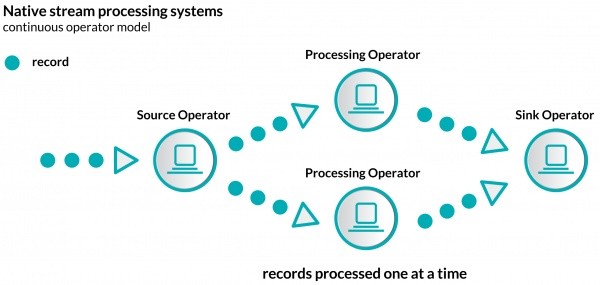 Native stream processing systems
continuous operator model
record
Processing Operator
Source Operator
Sink Operator
Processing Operator
records processed one at a time